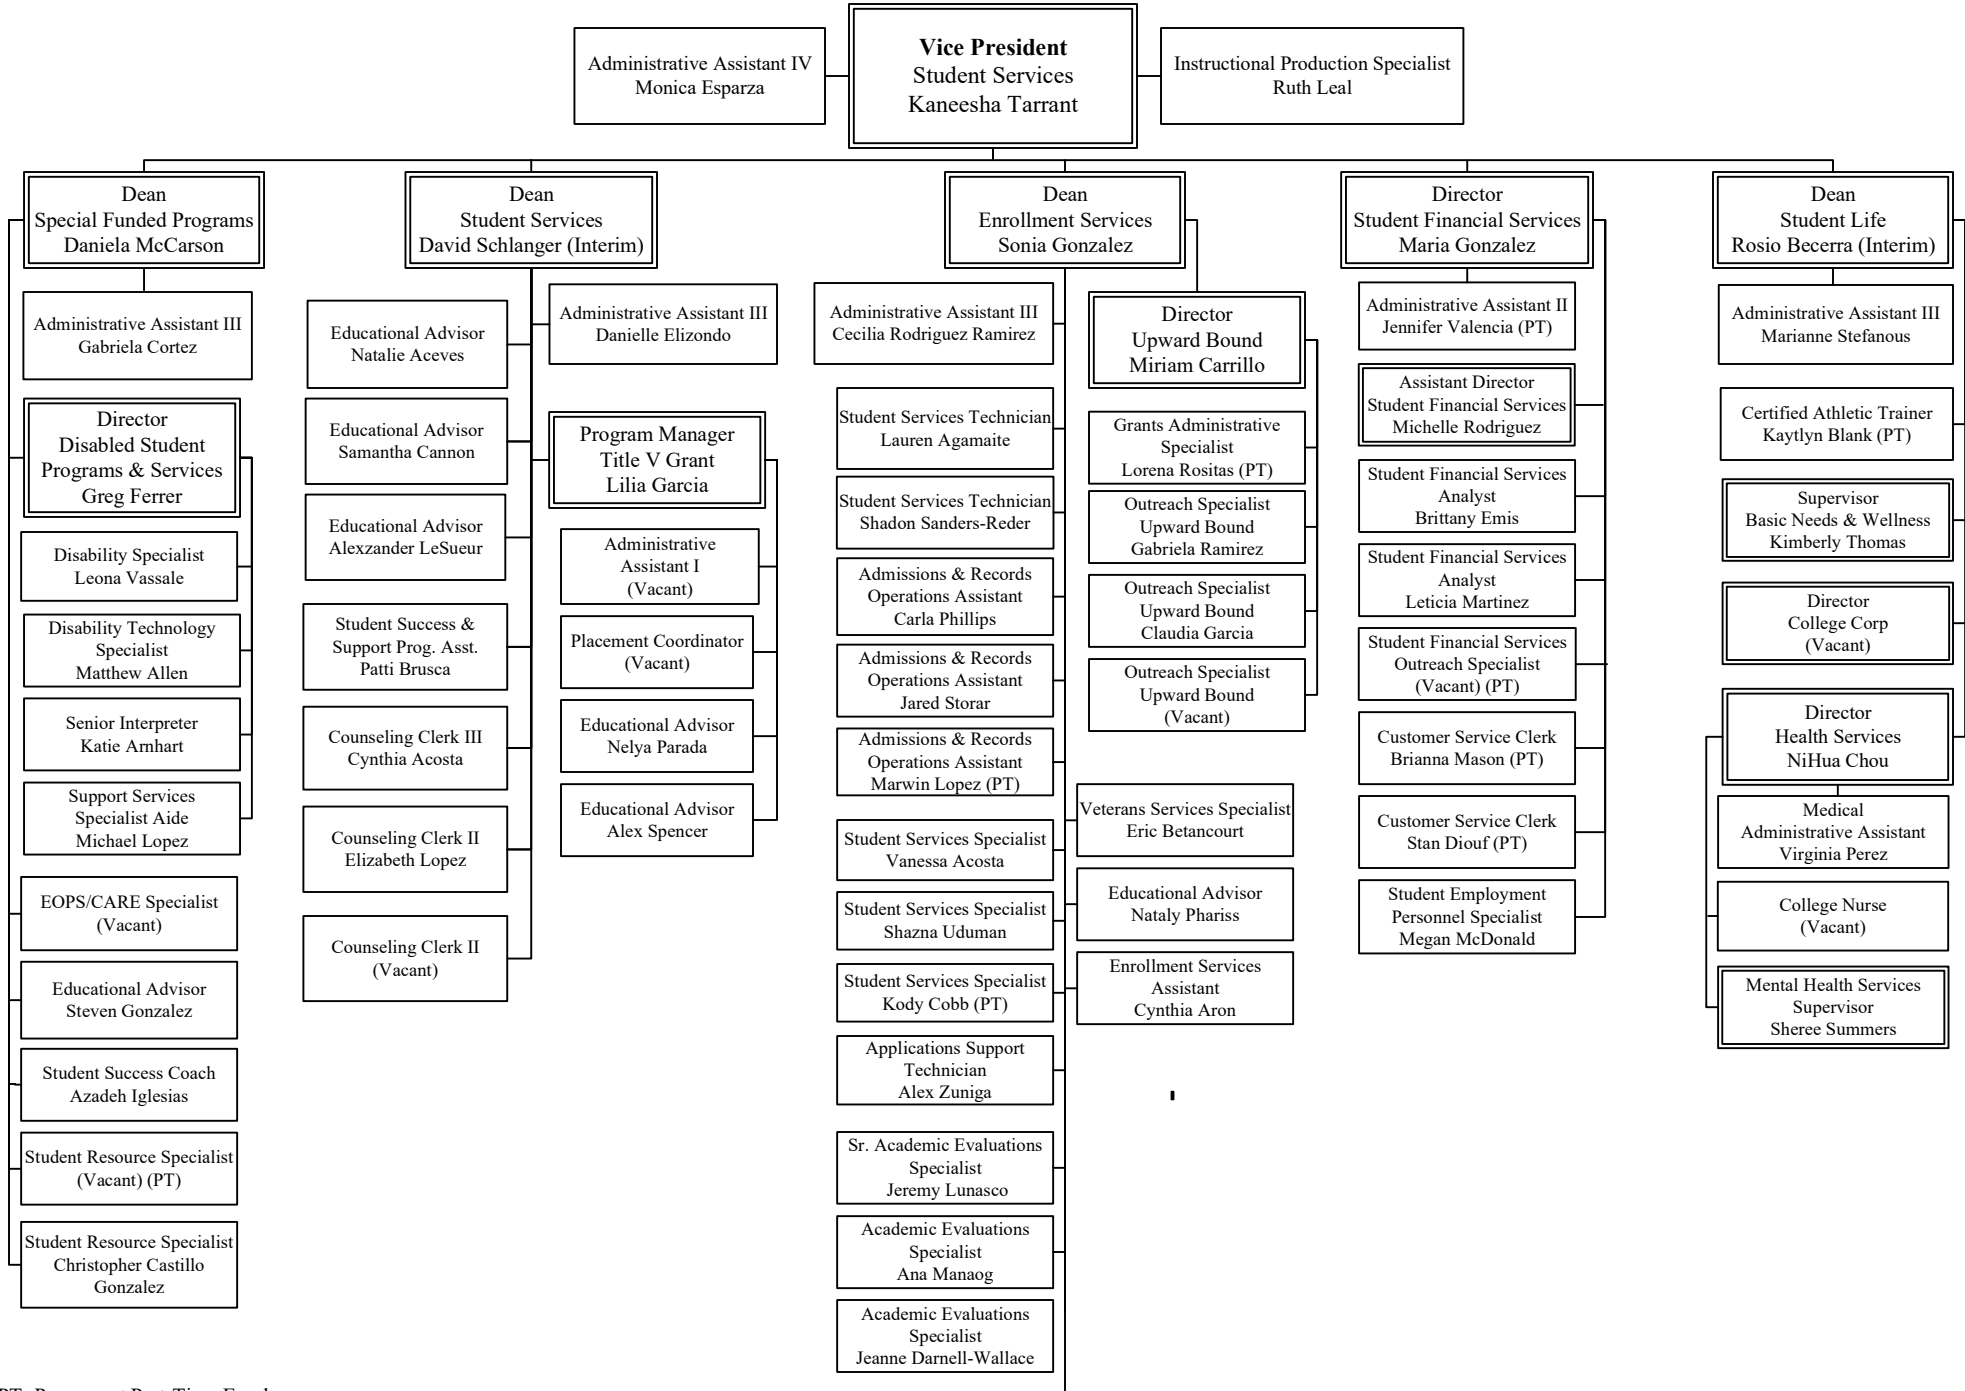 Administrative Assistant IV
Monica Esparza
Vice President
Student Services
Kaneesha Tarrant
Instructional Production Specialist
Ruth Leal
Dean
Special Funded Programs
Daniela McCarson
Administrative Assistant III
Gabriela Cortez
Director
Disabled Student
Programs & Services
Greg Ferrer
Disability Specialist
Leona Vassale
Disability Technology
Specialist
Matthew Allen
Senior Interpreter
Katie Arnhart
Support Services
Specialist Aide
Michael Lopez
EOPS/CARE Specialist
(Vacant)
Educational Advisor
Steven Gonzalez
Student Success Coach
Azadeh Iglesias
Student Resource Specialist
(Vacant) (PT)
Student Resource Specialist
Christopher Castillo
Gonzalez
Dean
Student Services
David Schlanger (Interim)
Educational Advisor
Natalie Aceves
Educational Advisor
Samantha Cannon
Educational Advisor
Alexzander LeSueur
Student Success &
Support Prog. Asst.
Patti Brusca
Counseling Clerk III
Cynthia Acosta
Counseling Clerk II
Elizabeth Lopez
Counseling Clerk II
(Vacant)
Administrative Assistant III
Danielle Elizondo
Program Manager
Title V Grant
Lilia Garcia
Administrative
Assistant I
(Vacant)
Placement Coordinator
(Vacant)
Educational Advisor
Nelya Parada
Educational Advisor
Alex Spencer
Dean
Enrollment Services
Sonia Gonzalez
Administrative Assistant III
Cecilia Rodriguez Ramirez
Student Services Technician
Lauren Agamaite
Student Services Technician
Shadon Sanders-Reder
Admissions & Records
Operations Assistant
Carla Phillips
Admissions & Records
Operations Assistant
Jared Storar
Admissions & Records
Operations Assistant
Marwin Lopez (PT)
Student Services Specialist
Vanessa Acosta
Student Services Specialist
Shazna Uduman
Student Services Specialist
Kody Cobb (PT)
Applications Support
Technician
Alex Zuniga
Sr. Academic Evaluations
Specialist
Jeremy Lunasco
Academic Evaluations
Specialist
Ana Manaog
Academic Evaluations
Specialist
Jeanne Darnell-Wallace
Director
Upward Bound
Miriam Carrillo
Grants Administrative
Specialist
Lorena Rositas (PT)
Outreach Specialist
Upward Bound
Gabriela Ramirez
Outreach Specialist
Upward Bound
Claudia Garcia
Outreach Specialist
Upward Bound
(Vacant)
Veterans Services Specialist
Eric Betancourt
Educational Advisor
Nataly Phariss
Enrollment Services
Assistant
Cynthia Aron
Director
Student Financial Services
Maria Gonzalez
Administrative Assistant II
Jennifer Valencia (PT)
Assistant Director
Student Financial Services
Michelle Rodriguez
Student Financial Services
Analyst
Brittany Emis
Student Financial Services
Analyst
Leticia Martinez
Student Financial Services
Outreach Specialist
(Vacant) (PT)
Customer Service Clerk
Brianna Mason (PT)
Customer Service Clerk
Stan Diouf (PT)
Student Employment
Personnel Specialist
Megan McDonald
Dean
Student Life
Rosio Becerra (Interim)
Administrative Assistant III
Marianne Stefanous
Certified Athletic Trainer
Kaytlyn Blank (PT)
Supervisor
Basic Needs & Wellness
Kimberly Thomas
Director
College Corp
(Vacant)
Director
Health Services
NiHua Chou
Medical
Administrative Assistant
Virginia Perez
College Nurse
(Vacant)
Mental Health Services
Supervisor
Sheree Summers